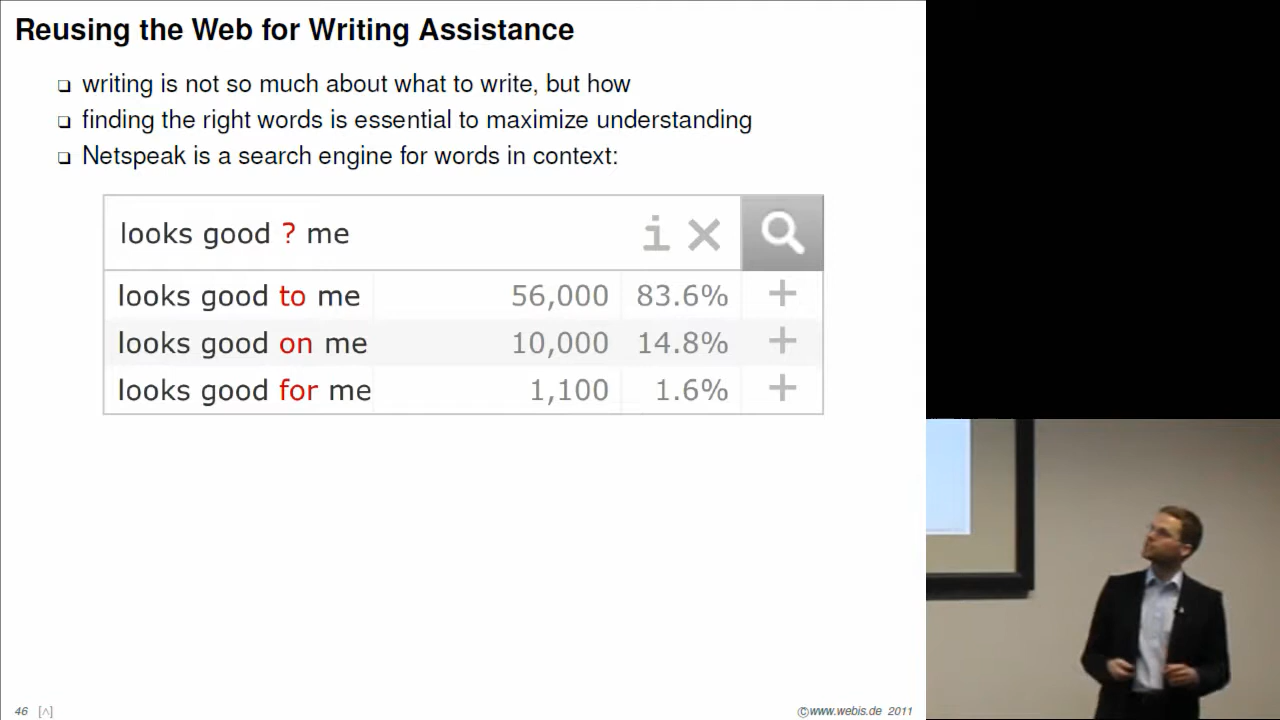 Reusing the Web for Writing Assistance
❑ writing is not so much about what to write, but how
❑ finding the right words is essential to maximize understanding
❑ Netspeak is a search engine for words in context:
looks good ? me i
looks good to me 56,000 83.6% +
looks good on me 10,000 14.8% +
looks good for me 1,100 1.6% +
46 [∧] ©www.webis.de 2011